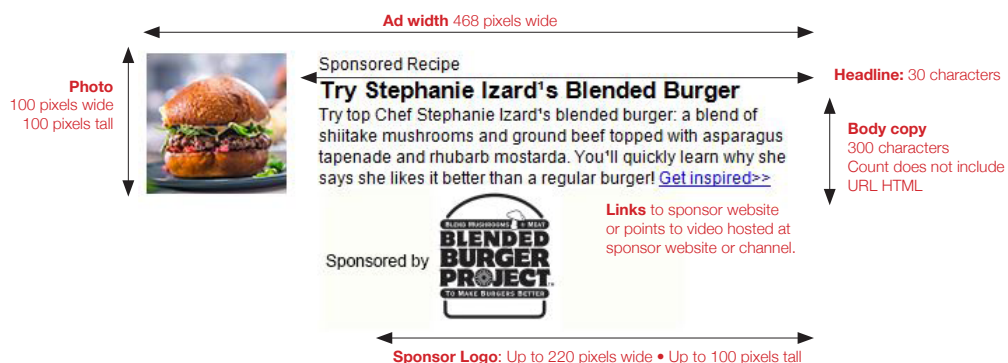 Ad width 468 pixels wide
Photo
100 pixels wide
100 pixels tall
Sponsored Recipe
Try Stephanie Izard's Blended Burger
Try top Chef Stephanie Izard's blended burger: a blend of
shiitake mushrooms and ground beef topped with asparagus
tapenade and rhubarb mostarda. You'll quickly learn why she
says she likes it better than a regular burger! Get inspired>>
Headline: 30 characters
Body copy
300 characters
Count does not include
URL HTML
Links to sponsor website
or points to video hosted at
sponsor website or channel.
Sponsored by
BLEND MUSHROOMS + MEAT
BLENDED
BURGER
PROJECT™
TO MAKE BURGERS BETTER
Sponsor Logo: Up to 220 pixels wide • Up to 100 pixels tall